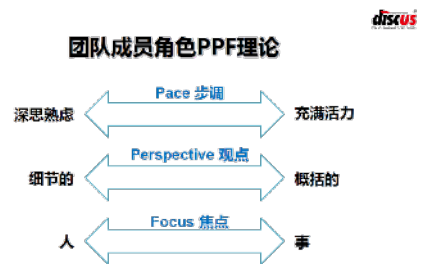 discus
团队成员角色PPF理论
Pace 步调
深思熟虑
充满活力
Perspective 观点
细节的
概括的
Focus 焦点
人
事